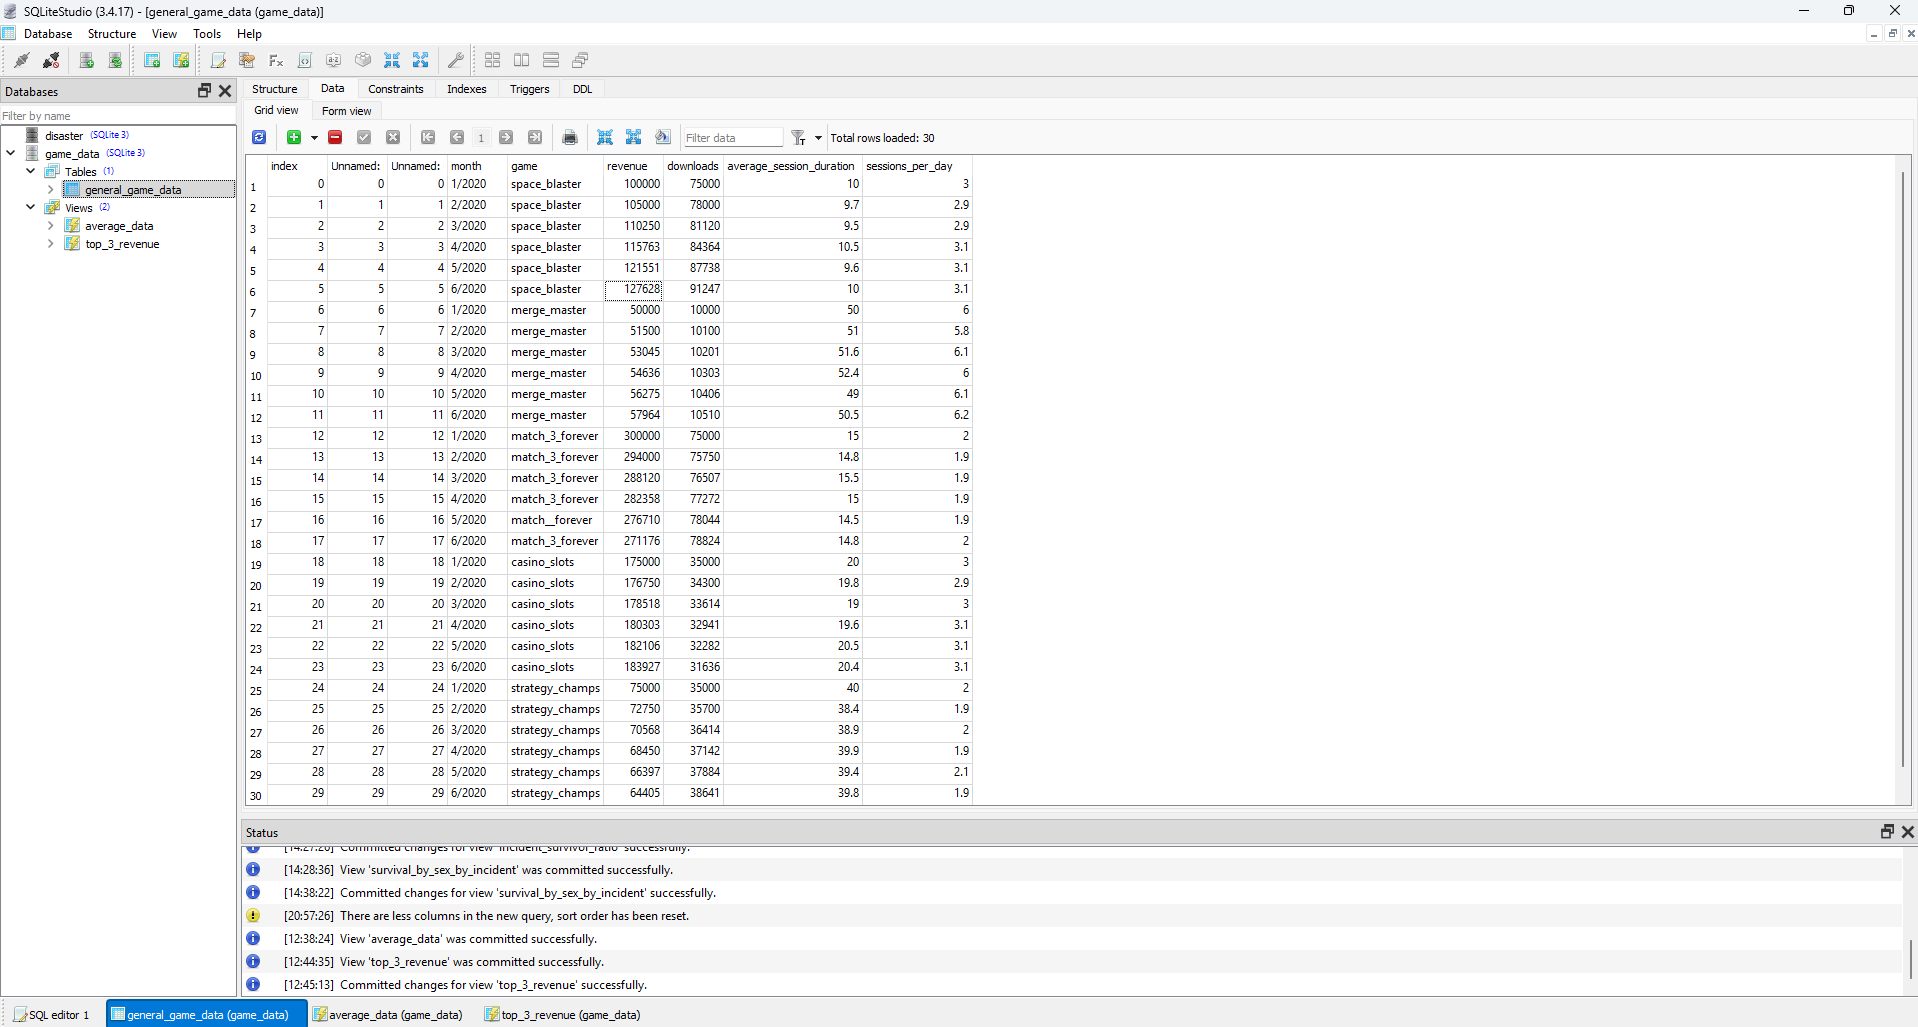 SQLiteStudio (3.4.17) - [general_game_data (game_data)]
Database Structure View Tools Help
Databases
Filter by name
disaster (SQLite 3)
game_data (SQLite 3)
Tables (1)
general_game_data
Views (2)
average_data
top_3_revenue
Structure Data Constraints Indexes Triggers DDL
Grid view Form view
1 Filter data Total rows loaded: 30
index Unnamed: Unnamed: month game revenue downloads average_session_duration sessions_per_day
1 0 0 0 1/2020 space_blaster 100000 75000 10 3
2 1 1 1 2/2020 space_blaster 105000 78000 9.7 2.9
3 2 2 2 3/2020 space_blaster 110250 81120 9.5 2.9
4 3 3 3 4/2020 space_blaster 115763 84364 10.5 3.1
5 4 4 4 5/2020 space_blaster 121551 87738 9.6 3.1
6 5 5 5 6/2020 space_blaster 127628 91247 10 3.1
7 6 6 6 1/2020 merge_master 50000 10000 50 6
8 7 7 7 2/2020 merge_master 51500 10100 51 5.8
9 8 8 8 3/2020 merge_master 53045 10201 51.6 6.1
10 9 9 9 4/2020 merge_master 54636 10303 52.4 6
11 10 10 10 5/2020 merge_master 56275 10406 49 6.1
12 11 11 11 6/2020 merge_master 57964 10510 50.5 6.2
13 12 12 12 1/2020 match_3_forever 300000 75000 15 2
14 13 13 13 2/2020 match_3_forever 294000 75750 14.8 1.9
15 14 14 14 3/2020 match_3_forever 288120 76507 15.5 1.9
16 15 15 15 4/2020 match_3_forever 282358 77272 15 1.9
17 16 16 16 5/2020 match__forever 276710 78044 14.5 1.9
18 17 17 17 6/2020 match_3_forever 271176 78824 14.8 2
19 18 18 18 1/2020 casino_slots 175000 35000 20 3
20 19 19 19 2/2020 casino_slots 176750 34300 19.8 2.9
21 20 20 20 3/2020 casino_slots 178518 33614 19 3
22 21 21 21 4/2020 casino_slots 180303 32941 19.6 3.1
23 22 22 22 5/2020 casino_slots 182106 32282 20.5 3.1
24 23 23 23 6/2020 casino_slots 183927 31636 20.4 3.1
25 24 24 24 1/2020 strategy_champs 75000 35000 40 2
26 25 25 25 2/2020 strategy_champs 72750 35700 38.4 1.9
27 26 26 26 3/2020 strategy_champs 70568 36414 38.9 2
28 27 27 27 4/2020 strategy_champs 68450 37142 39.9 1.9
29 28 28 28 5/2020 strategy_champs 66397 37884 39.4 2.1
30 29 29 29 6/2020 strategy_champs 64405 38641 39.8 1.9
Status
[14:27:20] Committed changes for view 'incident_survivor_ratio' successfully.
[14:28:36] View 'survival_by_sex_by_incident' was committed successfully.
[14:38:22] Committed changes for view 'survival_by_sex_by_incident' successfully.
[20:57:26] There are less columns in the new query, sort order has been reset.
[12:38:24] View 'average_data' was committed successfully.
[12:44:35] View 'top_3_revenue' was committed successfully.
[12:45:13] Committed changes for view 'top_3_revenue' successfully.
SQL editor 1 general_game_data (game_data) average_data (game_data) top_3_revenue (game_data)